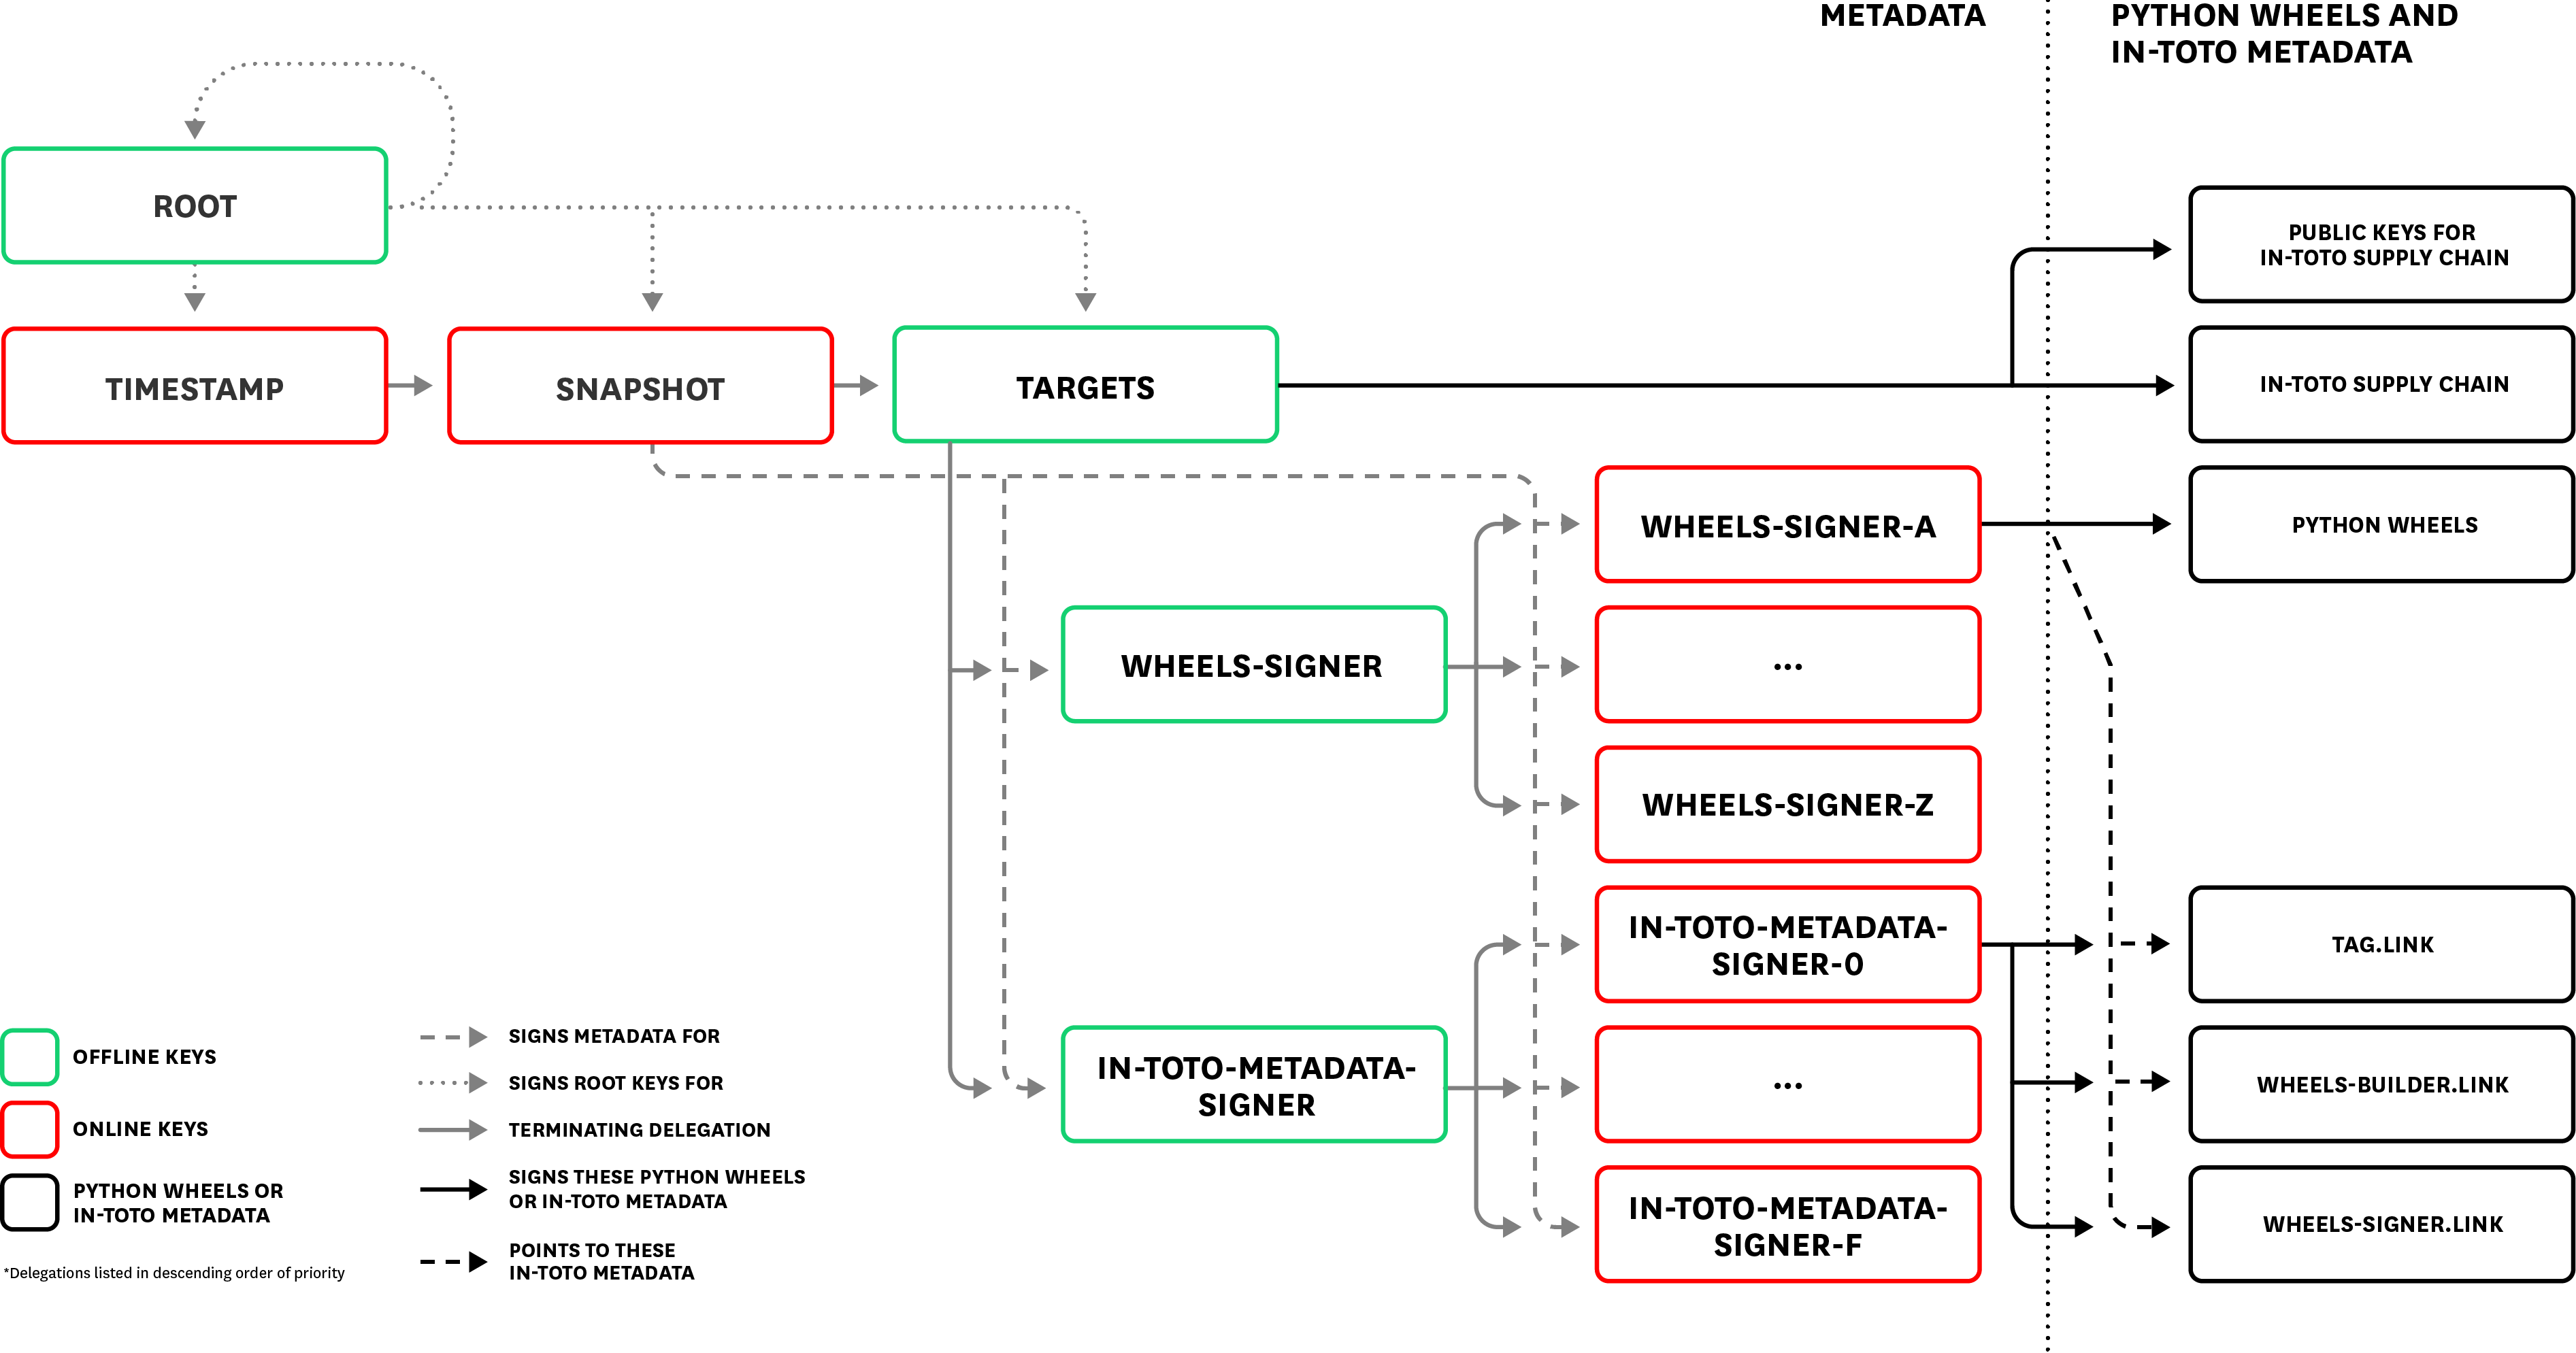 METADATA
PYTHON WHEELS AND
IN-TOTO METADATA
ROOT
PUBLIC KEYS FOR
IN-TOTO SUPPLY CHAIN
TIMESTAMP
SNAPSHOT
TARGETS
IN-TOTO SUPPLY CHAIN
WHEELS-SIGNER-A
PYTHON WHEELS
WHEELS-SIGNER
...
WHEELS-SIGNER-Z
IN-TOTO-METADATA-
SIGNER-0
TAG.LINK
IN-TOTO-METADATA-
SIGNER
...
WHEELS-BUILDER.LINK
IN-TOTO-METADATA-
SIGNER-F
WHEELS-SIGNER.LINK
OFFLINE KEYS
ONLINE KEYS
PYTHON WHEELS OR
IN-TOTO METADATA
*Delegations listed in descending order of priority
SIGNS METADATA FOR
SIGNS ROOT KEYS FOR
TERMINATING DELEGATION
SIGNS THESE PYTHON WHEELS
OR IN-TOTO METADATA
POINTS TO THESE
IN-TOTO METADATA